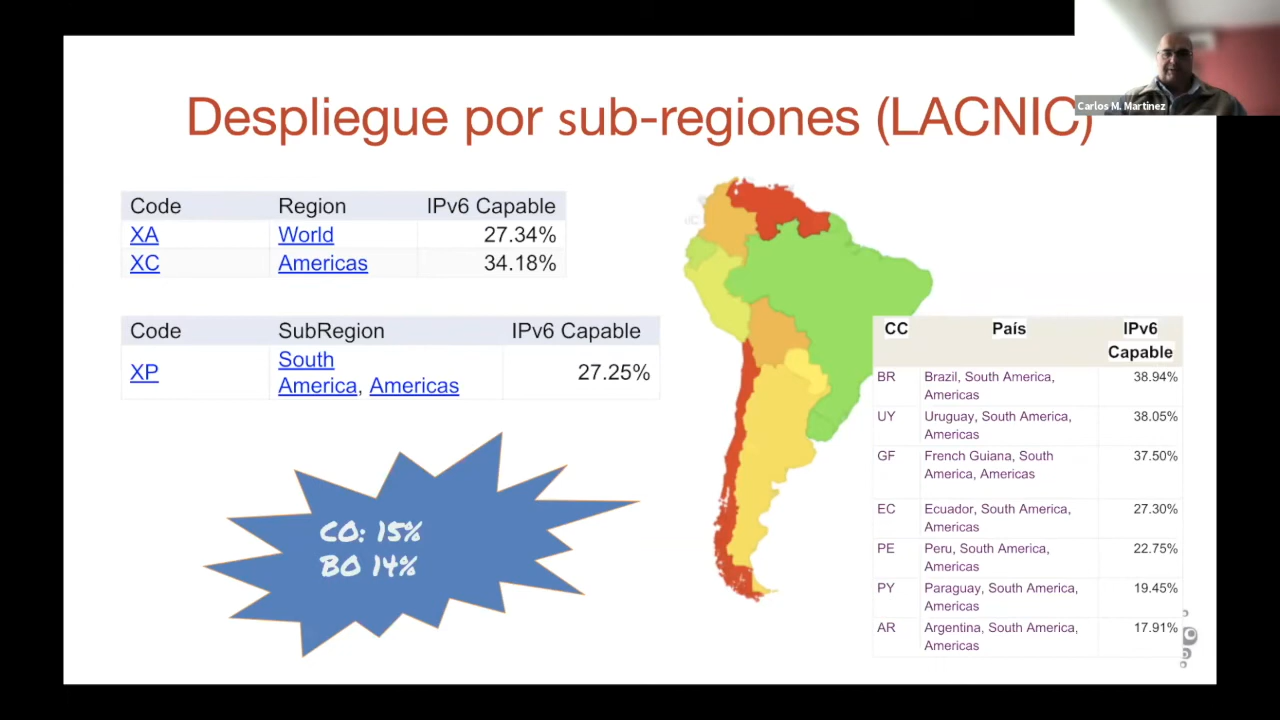 Despliegue por sub-regiones (LACNIC)
Carlos M. Martinez
Code Region IPv6 Capable
XA World 27.34%
XC Americas 34.18%
Code SubRegion IPv6 Capable
XP South America, Americas 27.25%
CO: 15%
BO 14%
CC País IPv6 Capable
BR Brazil, South America, Americas 38.94%
UY Uruguay, South America, Americas 38.05%
GF French Guiana, South America, Americas 37.50%
EC Ecuador, South America, Americas 27.30%
PE Peru, South America, Americas 22.75%
PY Paraguay, South America, Americas 19.45%
AR Argentina, South America, Americas 17.91%